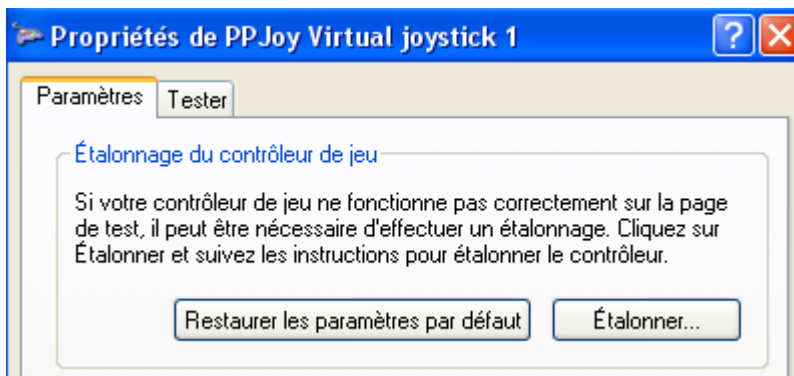 Propriétés de PPJoy Virtual joystick 1
Paramètres
Tester
Étalonnage du contrôleur de jeu
Si votre contrôleur de jeu ne fonctionne pas correctement sur la page
de test, il peut être nécessaire d'effectuer un étalonnage. Cliquez sur
Étalonner et suivez les instructions pour étalonner le contrôleur.
Restaurer les paramètres par défaut
Étalonner...